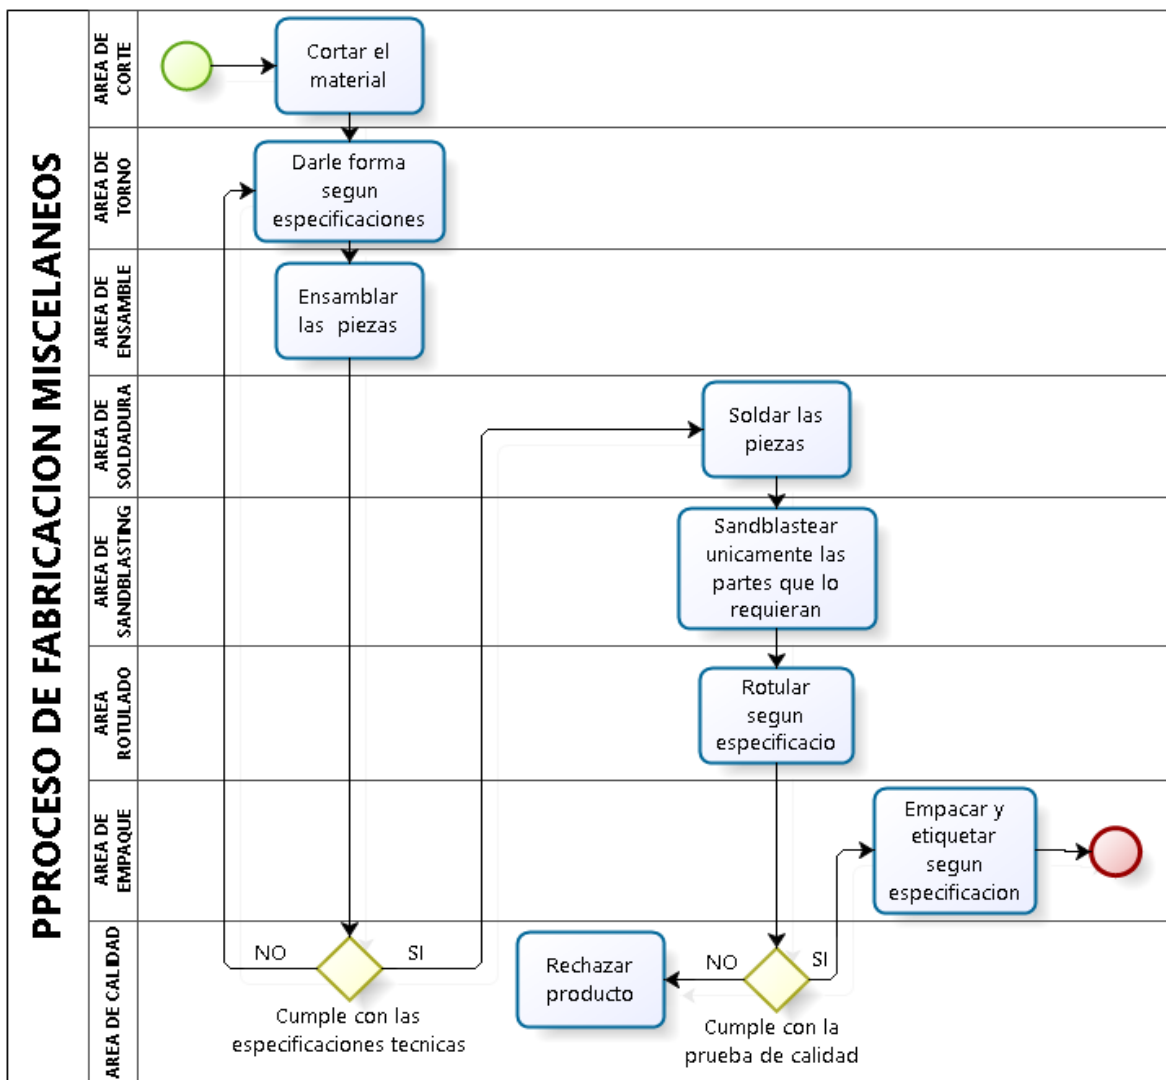 PPROCESO DE FABRICACION MISCELANEOS
AREA DE
CORTE
Cortar el
material
AREA DE
TORNO
Darle forma
segun
especificaciones
AREA DE
ENSAMBLE
Ensamblar
las piezas
AREA DE
SOLDADURA
Soldar las
piezas
AREA DE
SANDBLASTING
Sandblastear
unicamente las
partes que lo
requieran
AREA
ROTULADO
Rotular
segun
especificacio
AREA DE
EMPAQUE
Empacar y
etiquetar
segun
especificacion
AREA DE CALIDAD
NO
SI
Cumple con las
especificaciones tecnicas
Rechazar
producto
NO
SI
Cumple con la
prueba de calidad